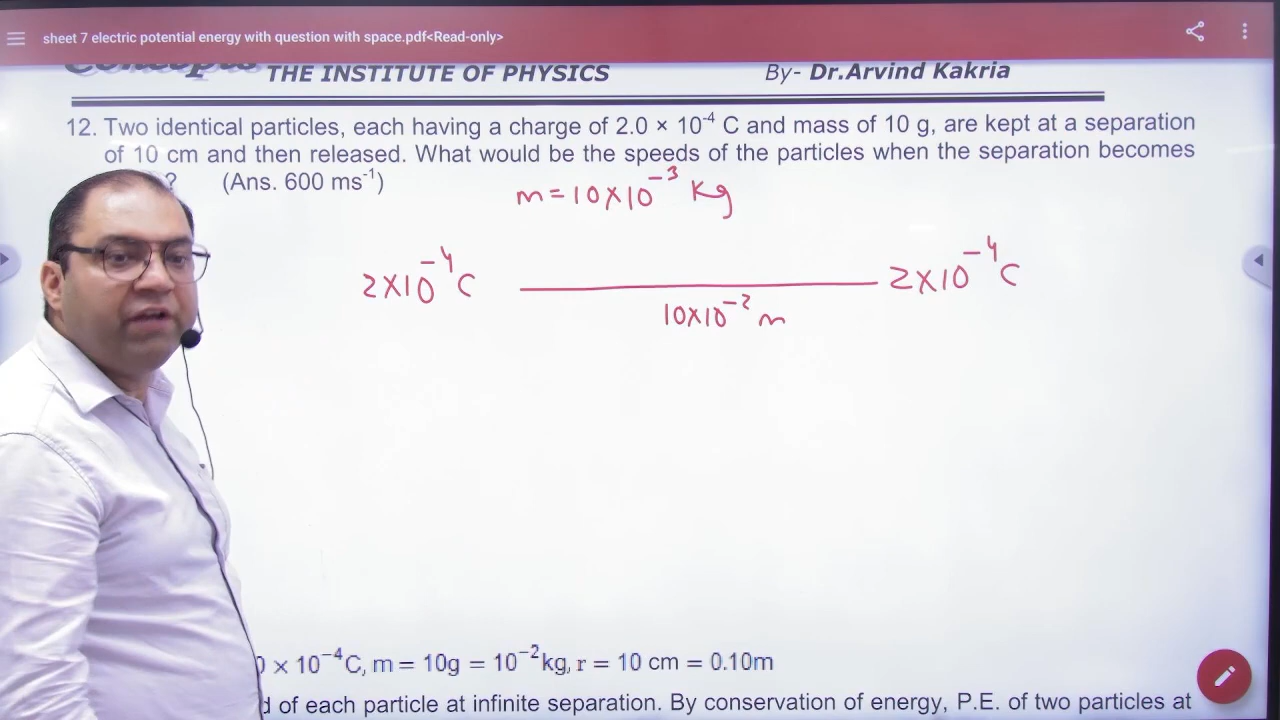 sheet 7 electric potential energy with question with space.pdf<Read-only>
Concepts THE INSTITUTE OF PHYSICS By- Dr.Arvind Kakria
12. Two identical particles, each having a charge of 2.0 × 10⁻⁴ C and mass of 10 g, are kept at a separation
of 10 cm and then released. What would be the speeds of the particles when the separation becomes
? (Ans. 600 ms⁻¹)
m=10×10⁻³ Kg
2×10⁻⁴C 2×10⁻⁴C
10×10⁻² m
0 × 10⁻⁴C, m = 10g = 10⁻²kg, r = 10 cm = 0.10m
of each particle at infinite separation. By conservation of energy, P.E. of two particles at